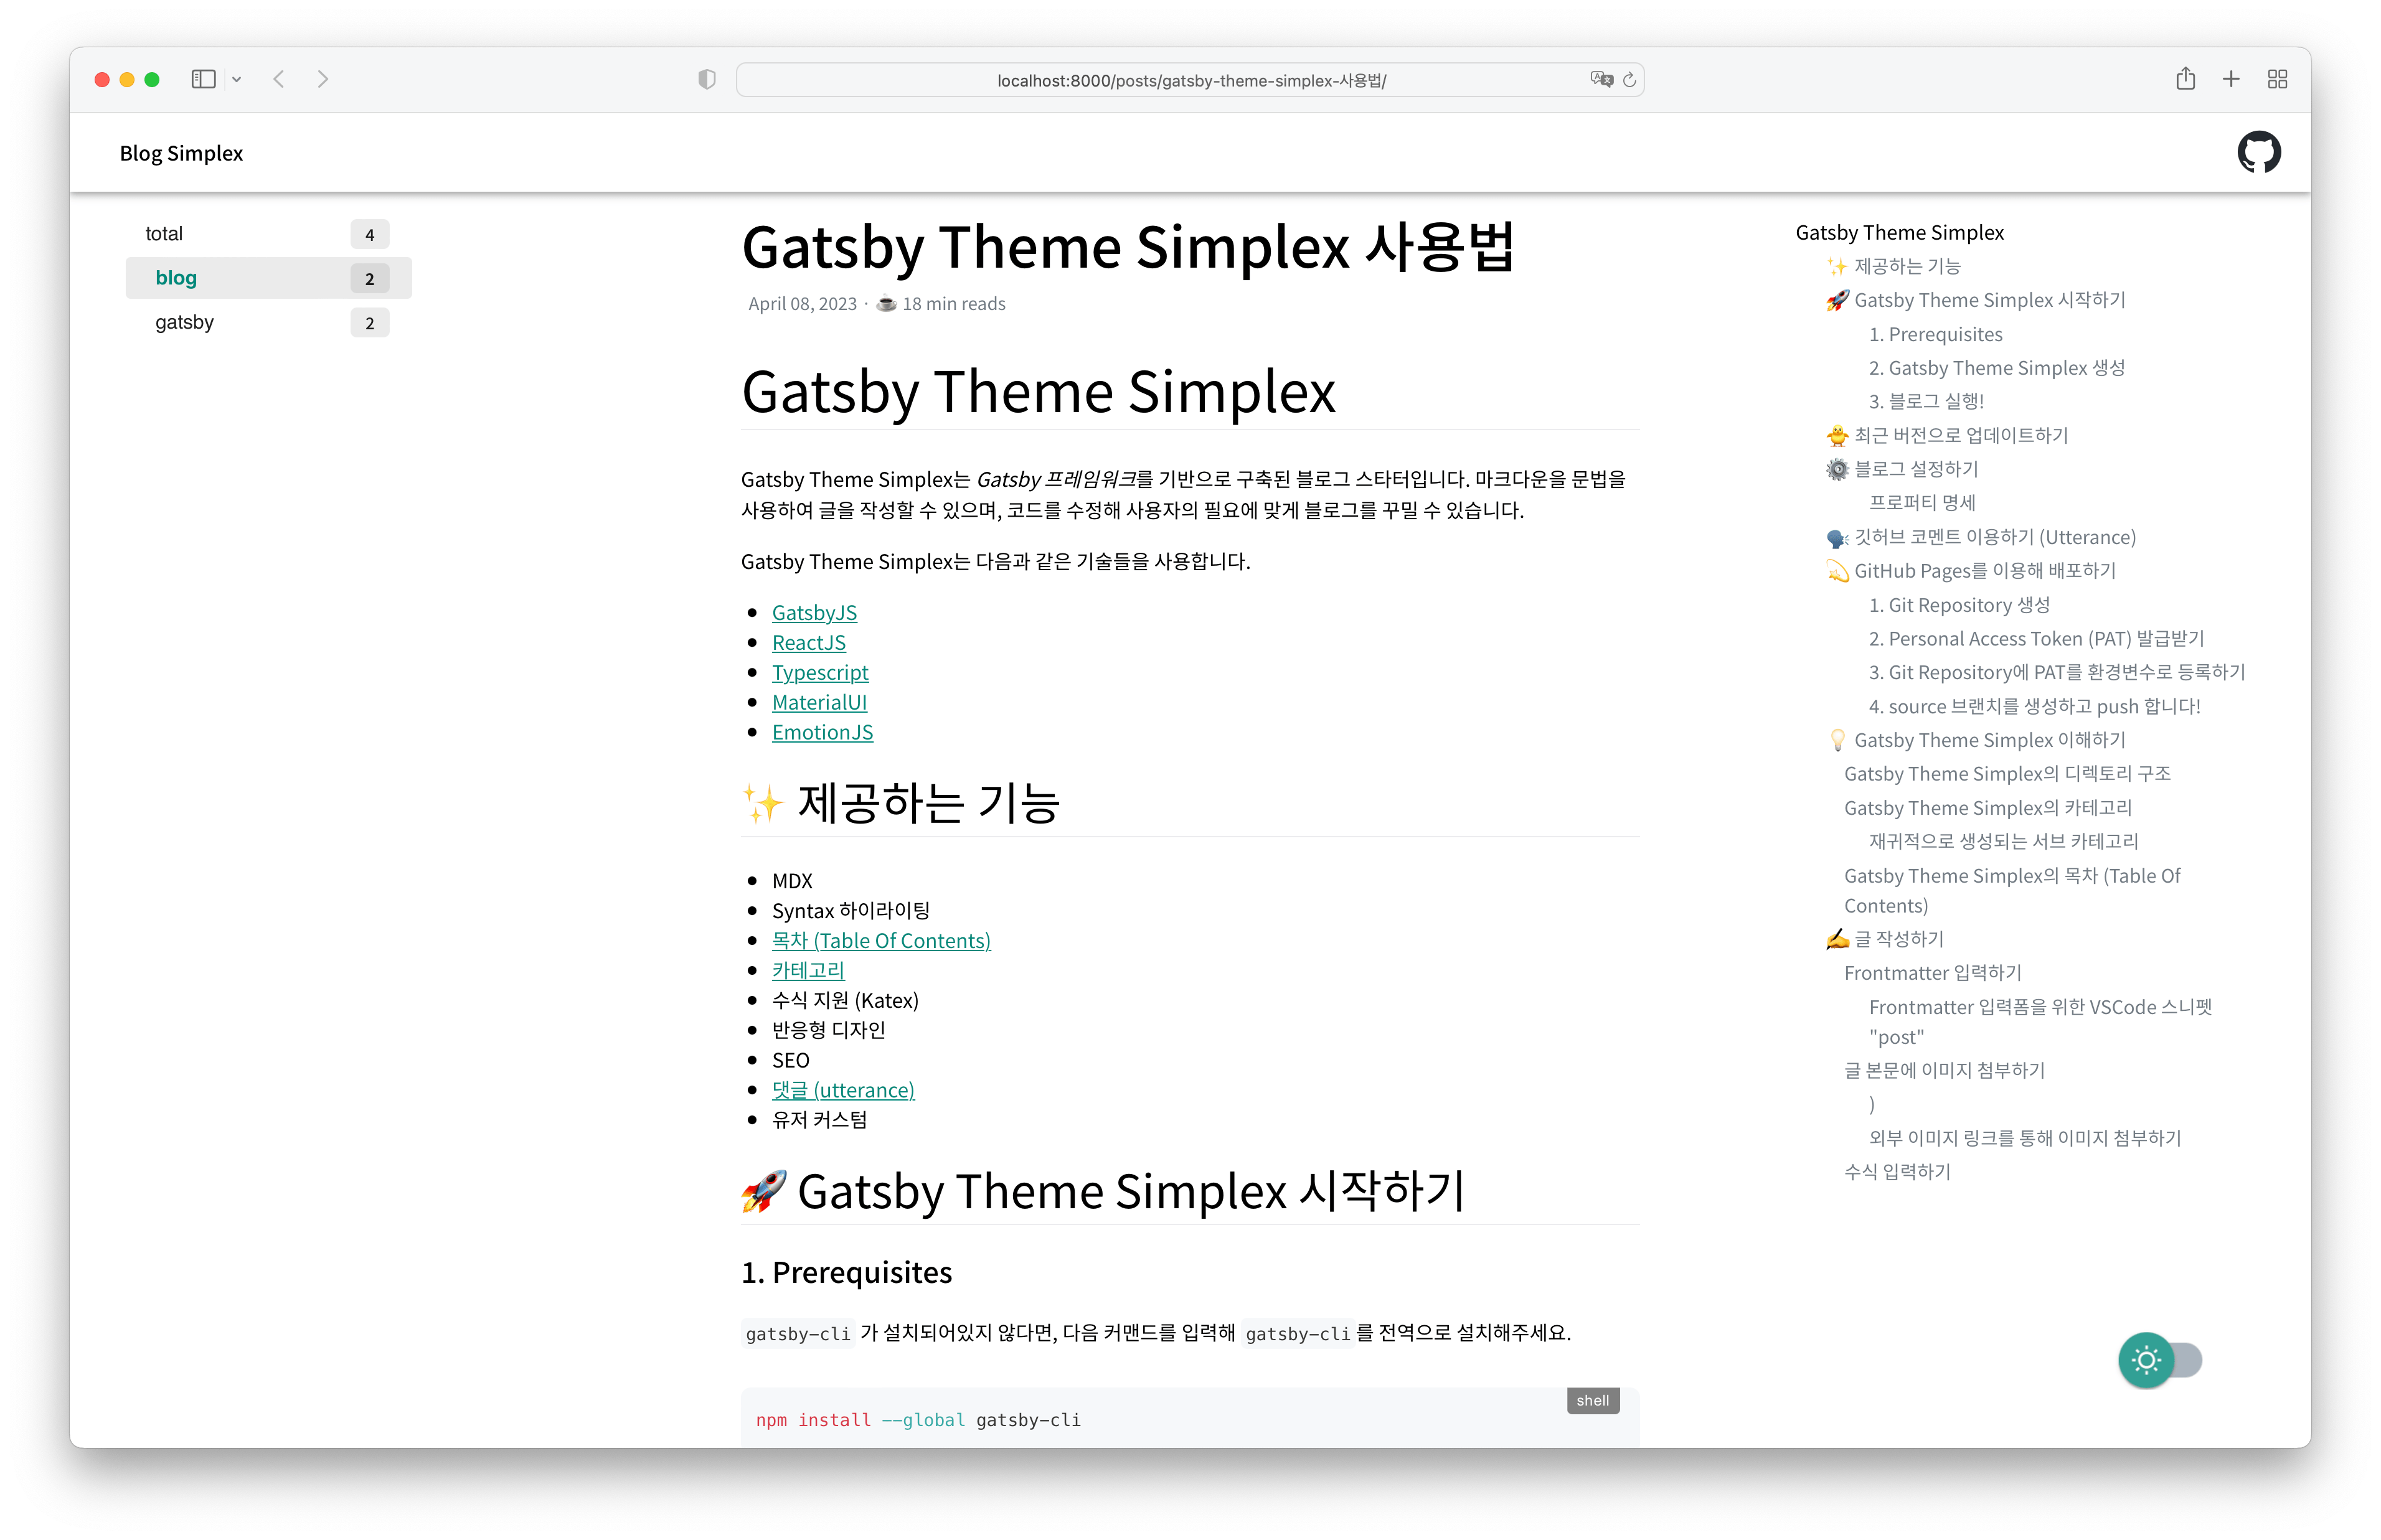 localhost:8000/posts/gatsby-theme-simplex-사용법/
Blog Simplex
total 4
blog 2
gatsby 2
Gatsby Theme Simplex 사용법
April 08, 2023 · ☕ 18 min reads
Gatsby Theme Simplex
Gatsby Theme Simplex는 Gatsby 프레임워크를 기반으로 구축된 블로그 스타터입니다. 마크다운을 문법을
사용하여 글을 작성할 수 있으며, 코드를 수정해 사용자의 필요에 맞게 블로그를 꾸밀 수 있습니다.
Gatsby Theme Simplex는 다음과 같은 기술들을 사용합니다.
• GatsbyJS
• ReactJS
• Typescript
• MaterialUI
• EmotionJS
✨ 제공하는 기능
• MDX
• Syntax 하이라이팅
• 목차 (Table Of Contents)
• 카테고리
• 수식 지원 (Katex)
• 반응형 디자인
• SEO
• 댓글 (utterance)
• 유저 커스텀
🚀 Gatsby Theme Simplex 시작하기
1. Prerequisites
gatsby-cli 가 설치되어있지 않다면, 다음 커맨드를 입력해 gatsby-cli 를 전역으로 설치해주세요.
shell
npm install --global gatsby-cli
Gatsby Theme Simplex
✨ 제공하는 기능
🚀 Gatsby Theme Simplex 시작하기
1. Prerequisites
2. Gatsby Theme Simplex 생성
3. 블로그 실행!
🐥 최근 버전으로 업데이트하기
⚙️ 블로그 설정하기
프로퍼티 명세
🗣 깃허브 코멘트 이용하기 (Utterance)
💫 GitHub Pages를 이용해 배포하기
1. Git Repository 생성
2. Personal Access Token (PAT) 발급받기
3. Git Repository에 PAT를 환경변수로 등록하기
4. source 브랜치를 생성하고 push 합니다!
💡 Gatsby Theme Simplex 이해하기
Gatsby Theme Simplex의 디렉토리 구조
Gatsby Theme Simplex의 카테고리
재귀적으로 생성되는 서브 카테고리
Gatsby Theme Simplex의 목차 (Table Of
Contents)
✍️ 글 작성하기
Frontmatter 입력하기
Frontmatter 입력폼을 위한 VSCode 스니펫
"post"
글 본문에 이미지 첨부하기
)
외부 이미지 링크를 통해 이미지 첨부하기
수식 입력하기